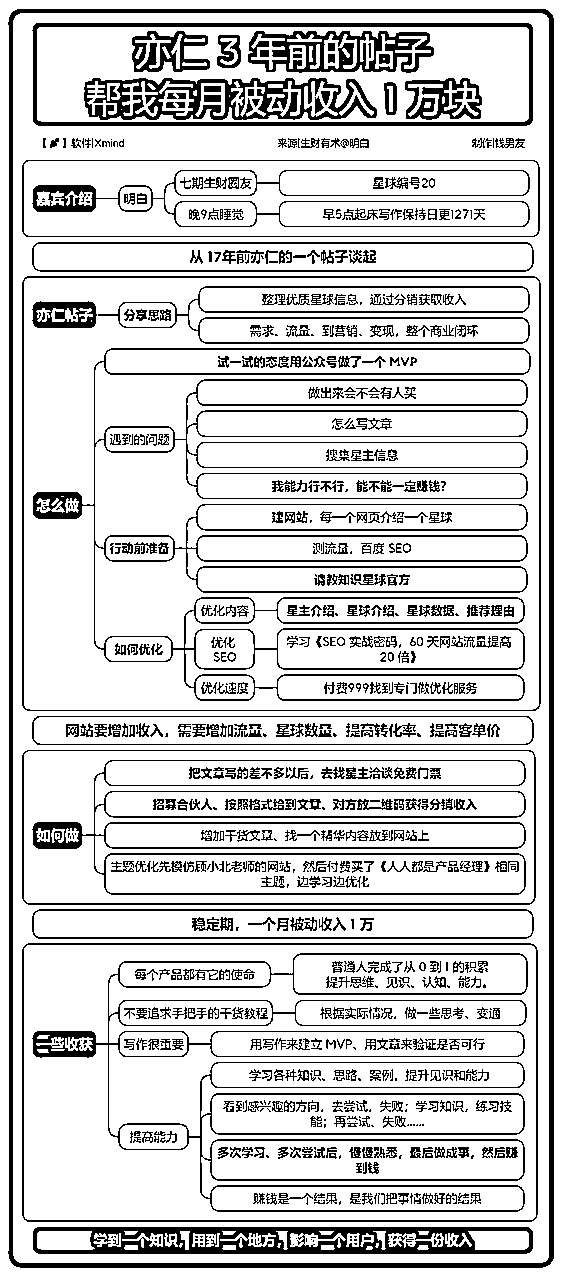 亦仁 3 年前的帖子
帮我每月被动收入 1 万块
【 】软件|Xmind
来源|生财有术@明白
制作|钱男友
嘉宾介绍
明白
七期生财圈友
星球编号20
晚9点睡觉
早5点起床写作保持日更1271天
从 17年前亦仁的一个帖子谈起
亦仁帖子
分享思路
整理优质星球信息，通过分销获取收入
需求、流量、到营销、变现，整个商业闭环
怎么做
试一试的态度用公众号做了一个 MVP
遇到的问题
做出来会不会有人买
怎么写文章
搜集星主信息
我能力行不行，能不能一定赚钱？
行动前准备
建网站，每一个网页介绍一个星球
测流量，百度 SEO
请教知识星球官方
如何优化
优化内容
星主介绍、星球介绍、星球数据、推荐理由
优化
SEO
学习《SEO 实战密码，60 天网站流量提高
20 倍》
优化速度
付费999找到专门做优化服务
网站要增加收入，需要增加流量、星球数量、提高转化率、提高客单价
如何做
把文章写的差不多以后，去找星主洽谈免费门票
招募合伙人、按照格式给到文章、对方放二维码获得分销收入
增加干货文章、找一个精华内容放到网站上
主题优化先模仿顾小北老师的网站，然后付费买了《人人都是产品经理》相同
主题，边学习边优化
稳定期，一个月被动收入 1 万
二些收获
每个产品都有它的使命
普通人完成了从 0 到 1 的积累
提升思维、见识、认知、能力。
不要追求手把手的干货教程
根据实际情况，做一些思考、变通
写作很重要
用写作来建立 MVP、用文章来验证是否可行
提高能力
学习各种知识、思路、案例，提升见识和能力
看到感兴趣的方向，去尝试，失败；学习知识，练习技
能；再尝试、失败......
多次学习、多次尝试后，慢慢熟悉，最后做成事，然后赚
到钱
赚钱是一个结果，是我们把事情做好的结果
学到一个知识，用到一个地方，影响一个用户，获得一份收入